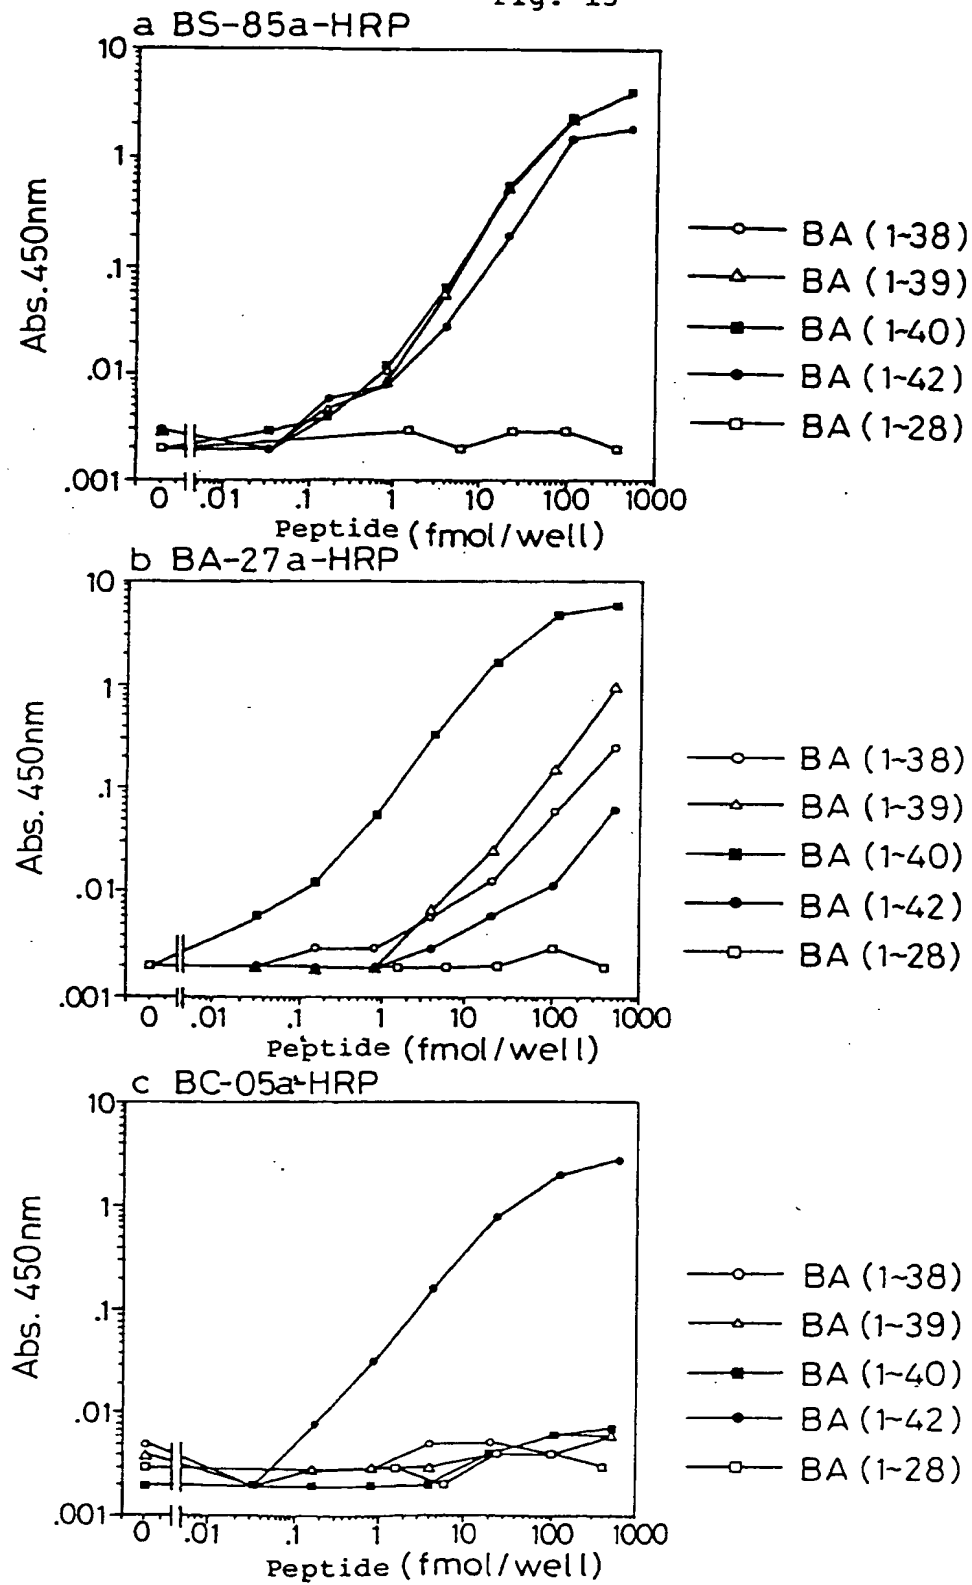 Fig. 13
a BS-85a-HRP
10
1
.1
.01
.001
Abs. 450nm
0 .01 .1 1 10 100 1000
Peptide (fmol/well)
BA (1~38)
BA (1~39)
BA (1~40)
BA (1~42)
BA (1~28)
b BA-27a-HRP
10
1
.1
.01
.001
Abs. 450nm
0 .01 .1 1 10 100 1000
Peptide (fmol/well)
BA (1~38)
BA (1~39)
BA (1~40)
BA (1~42)
BA (1~28)
c BC-05a-HRP
10
1
.1
.01
.001
Abs. 450nm
0 .01 .1 1 10 100 1000
Peptide (fmol/well)
BA (1~38)
BA (1~39)
BA (1~40)
BA (1~42)
BA (1~28)